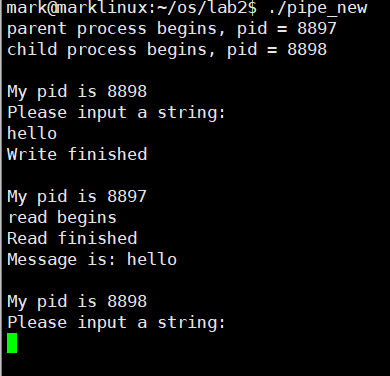 mark@marklinux:~/os/lab2$ ./pipe_new
parent process begins, pid = 8897
child process begins, pid = 8898
My pid is 8898
Please input a string:
hello
Write finished
My pid is 8897
read begins
Read finished
Message is: hello
My pid is 8898
Please input a string: